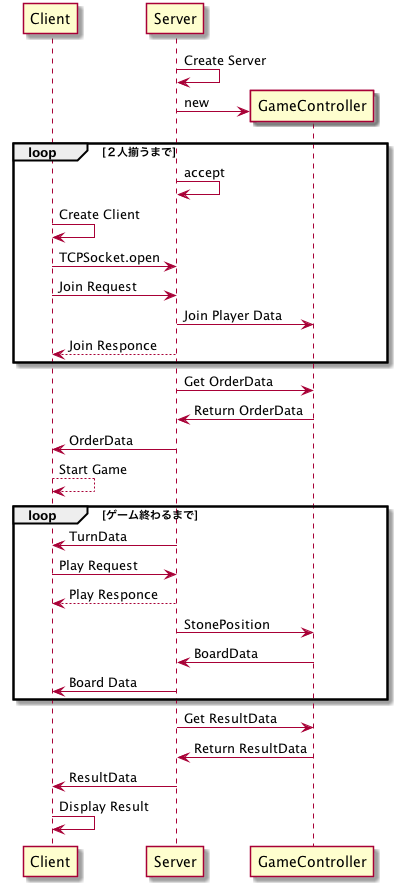 Client Server
Create Server
new
GameController
loop [２人揃うまで]
accept
Create Client
TCPSocket.open
Join Request
Join Player Data
Join Responce
Get OrderData
Return OrderData
OrderData
Start Game
loop [ゲーム終わるまで]
TurnData
Play Request
Play Responce
StonePosition
BoardData
Board Data
Get ResultData
Return ResultData
ResultData
Display Result
Client Server GameController